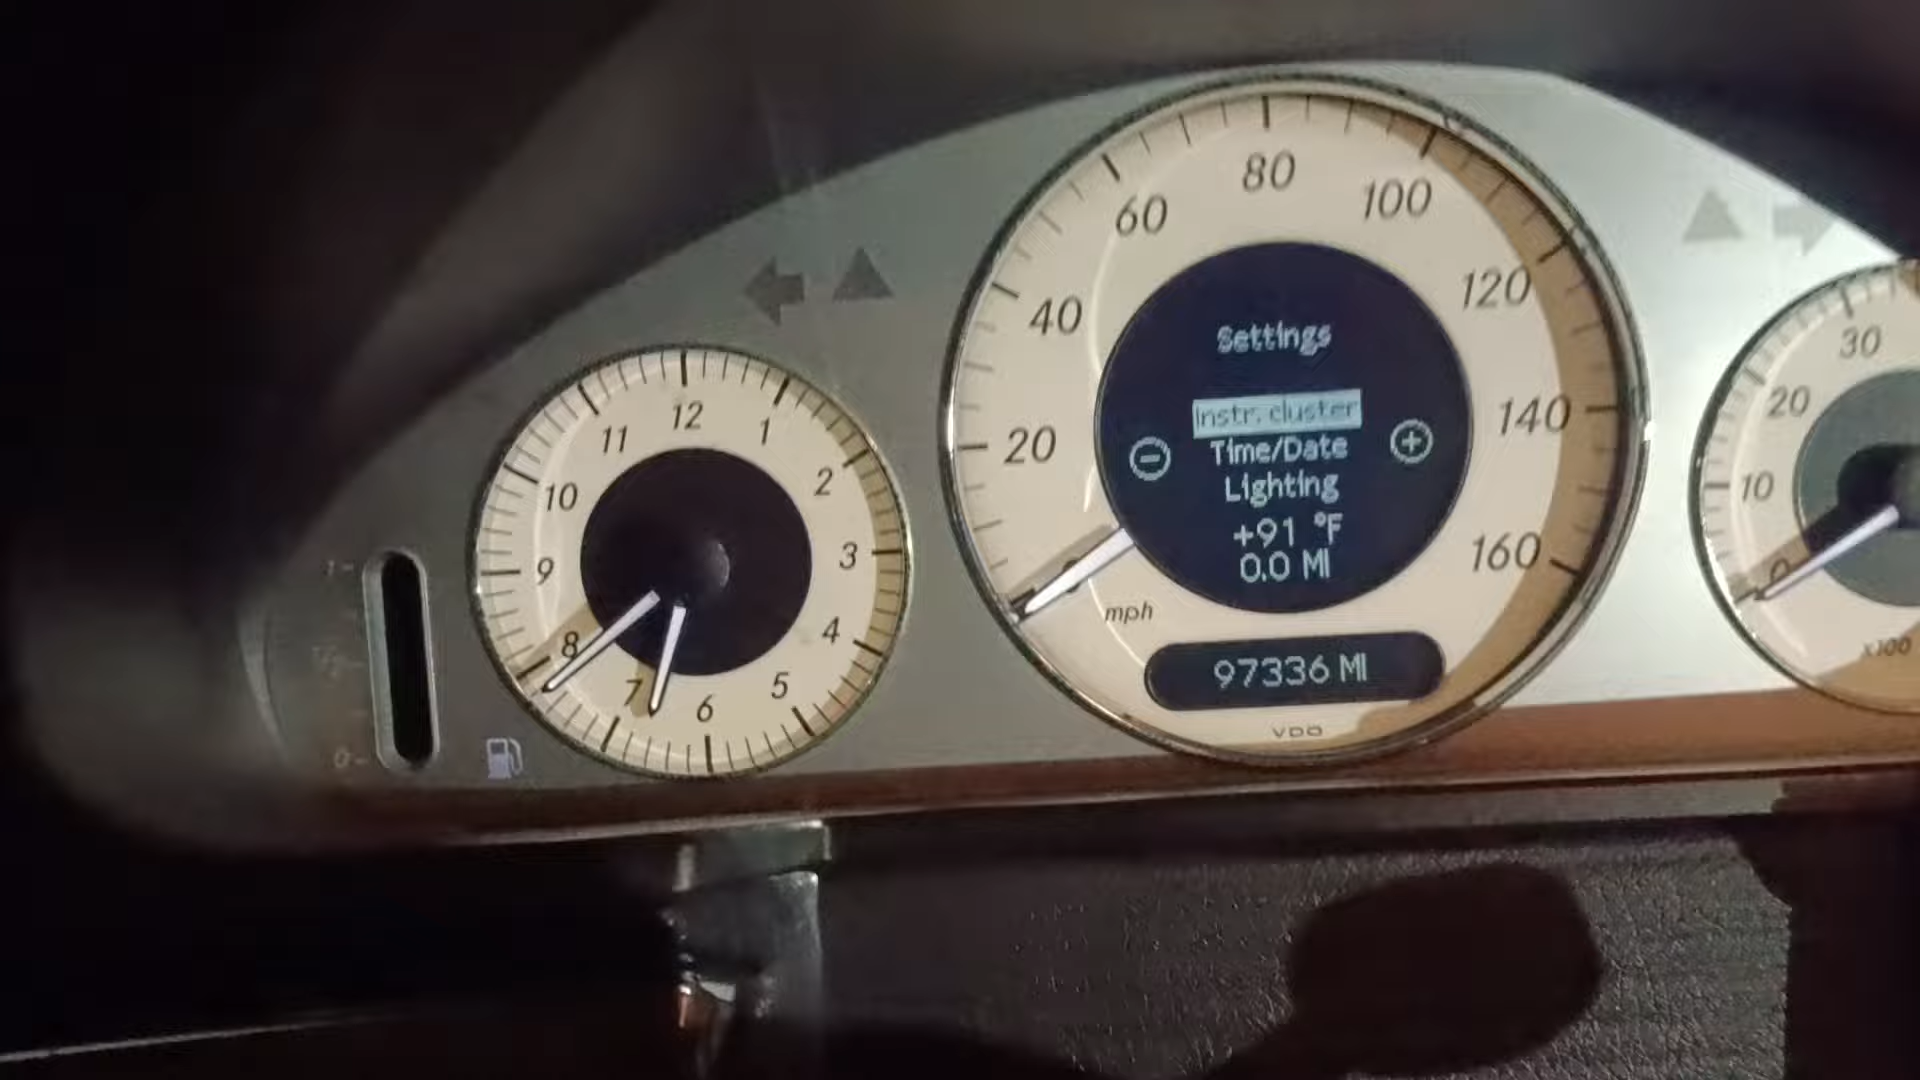 12
1
2
3
4
5
6
7
8
9
10
11
20
40
60
80
100
120
140
160
mph
Settings
Instr. cluster
Time/Date
Lighting
+91 °F
0.0 MI
97336 MI
VDO
0
10
20
30
x100
1
0